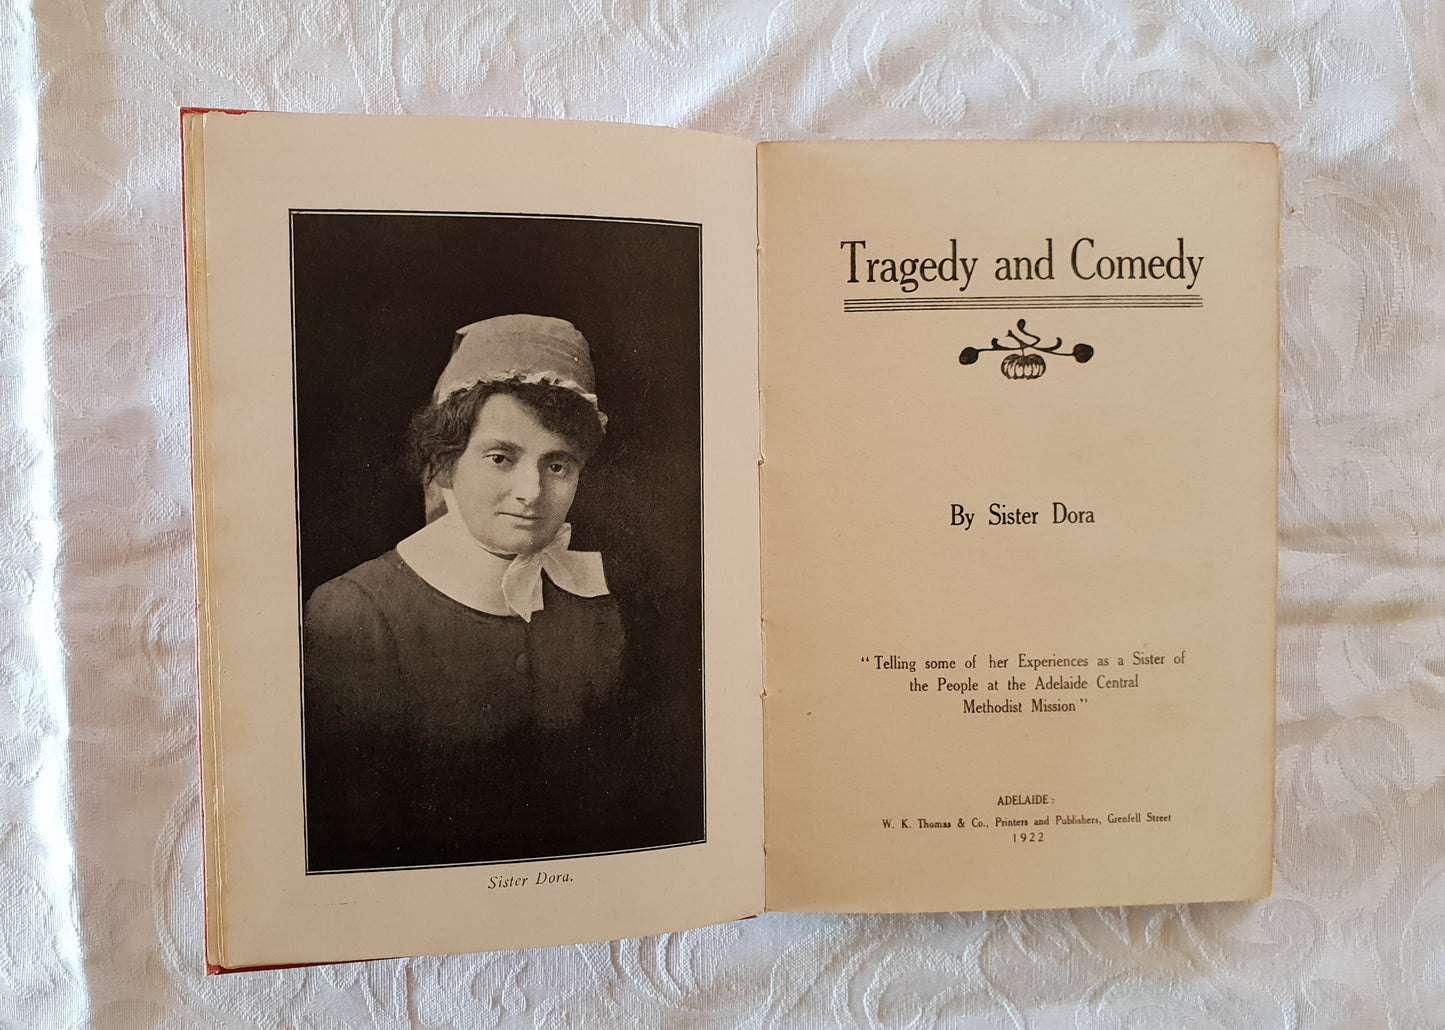 Sister Dora.
Tragedy and Comedy
By Sister Dora
"Telling some of her Experiences as a Sister of
the People at the Adelaide Central
Methodist Mission"
ADELAIDE:
W. K. Thomas & Co., Printers and Publishers, Grenfell Street
1922